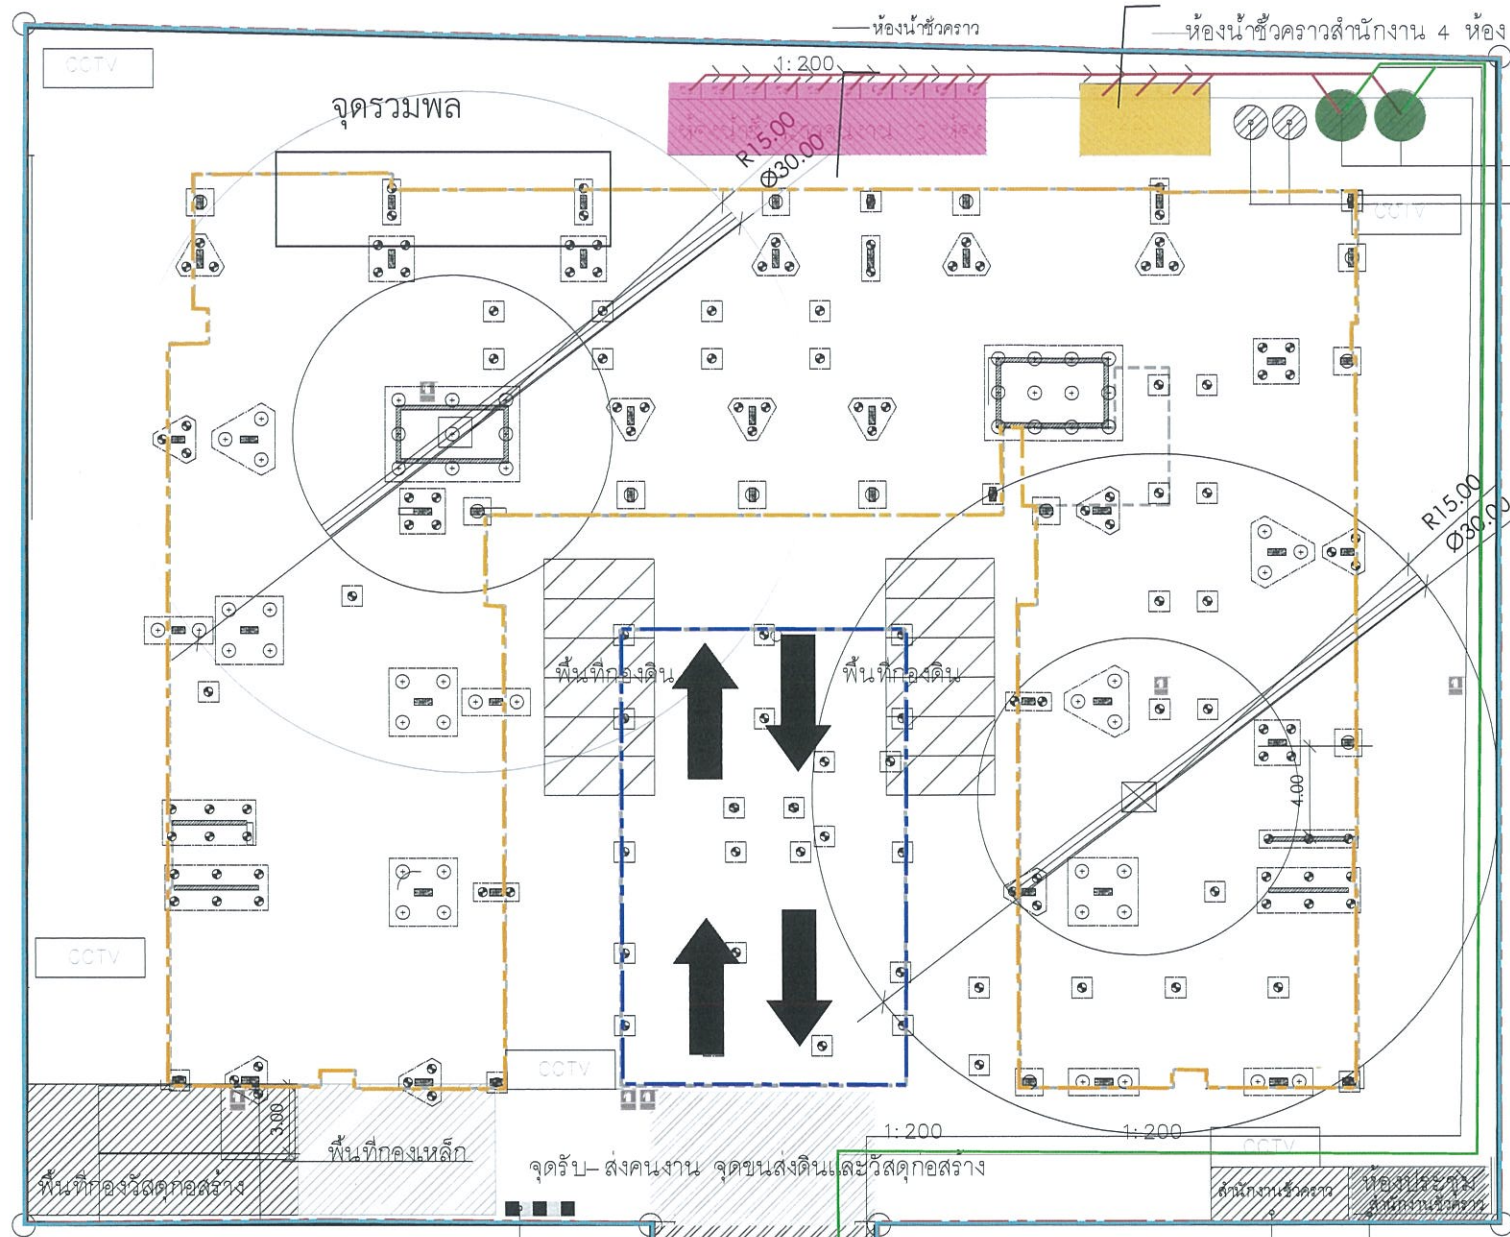 ห้องน้ำชั่วคราว
ห้องน้ำชั่วคราวสำนักงาน 4 ห้อง
CCTV
1:200
จุดรวมพล
R15.00
Ø30.00
CCTV
R15.00
Ø30.00
พื้นที่กองดิน
พื้นที่กองดิน
4.00
CCTV
CCTV
3.00
1:200
1:200
CCTV
พื้นที่กองเหล็ก
จุดรับ-ส่งคนงาน จุดขนส่งดินและวัสดุกอสร้าง
พื้นที่กองวัสดุกอสร้าง
สำนักงานชั่วคราว
ห้องประชุม
สำนักงานชั่วคราว